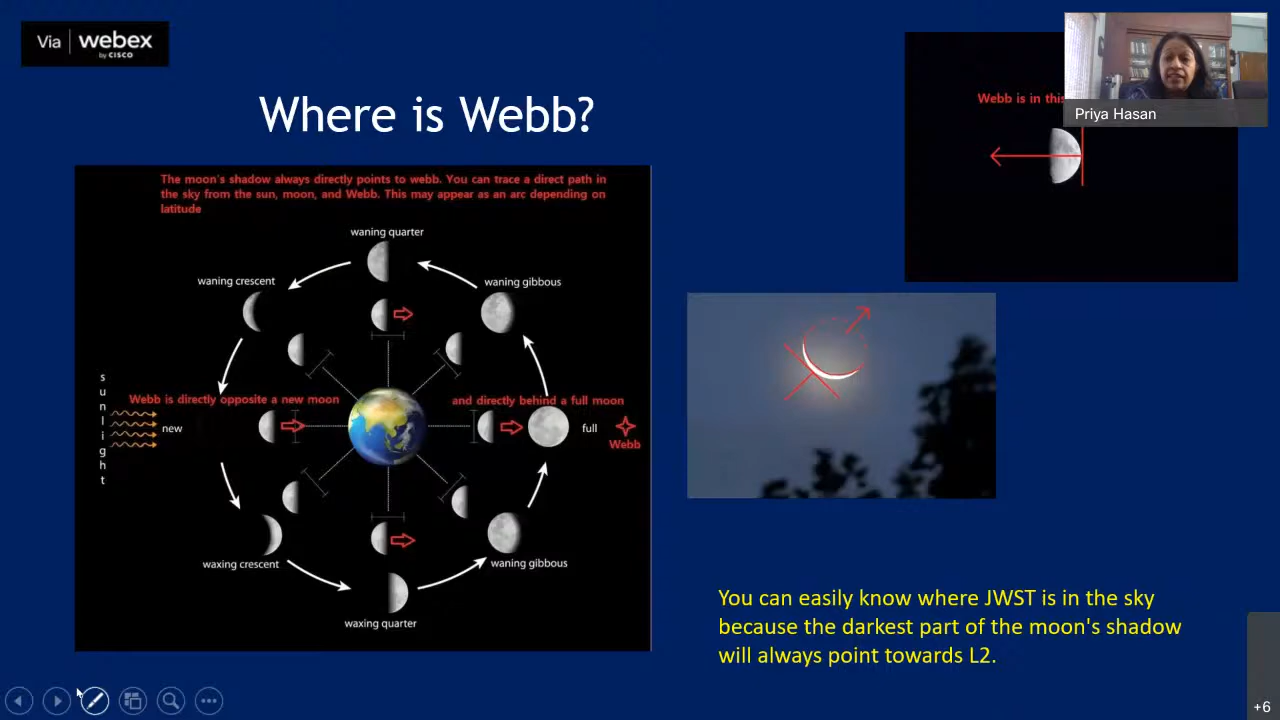 Via webex
by CISCO
Where is Webb?
Webb is in this
Priya Hasan
The moon's shadow always directly points to webb. You can trace a direct path in
the sky from the sun, moon, and Webb. This may appear as an arc depending on
latitude
waning quarter
waning crescent
waning gibbous
sunlight
Webb is directly opposite a new moon
and directly behind a full moon
new
full
Webb
waxing crescent
waning gibbous
waxing quarter
You can easily know where JWST is in the sky
because the darkest part of the moon's shadow
will always point towards L2.
+6